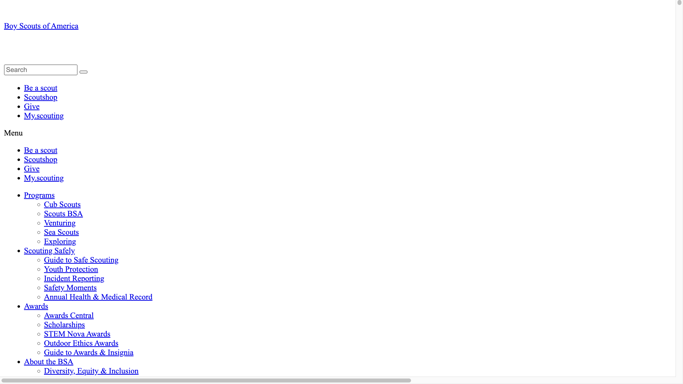 Boy Scouts of America
Search
Be a scout
Scoutshop
Give
My.scouting
Menu
Be a scout
Scoutshop
Give
My.scouting
Programs
Cub Scouts
Scouts BSA
Venturing
Sea Scouts
Exploring
Scouting Safely
Guide to Safe Scouting
Youth Protection
Incident Reporting
Safety Moments
Annual Health & Medical Record
Awards
Awards Central
Scholarships
STEM Nova Awards
Outdoor Ethics Awards
Guide to Awards & Insignia
About the BSA
Diversity, Equity & Inclusion